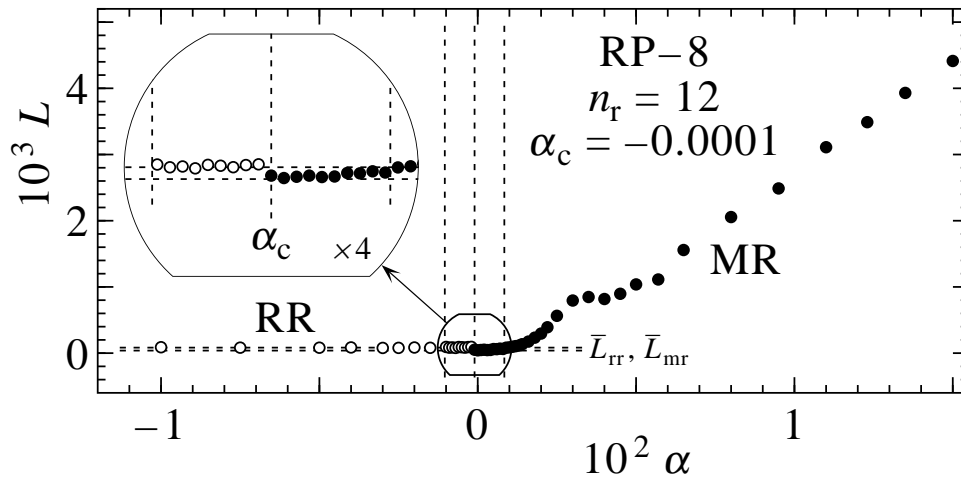 10³ L
4
2
0
RP–8
nᵣ = 12
α_c = –0.0001
α_c
×4
RR
MR
L̄_rr, L̄_mr
–1
0
1
10² α